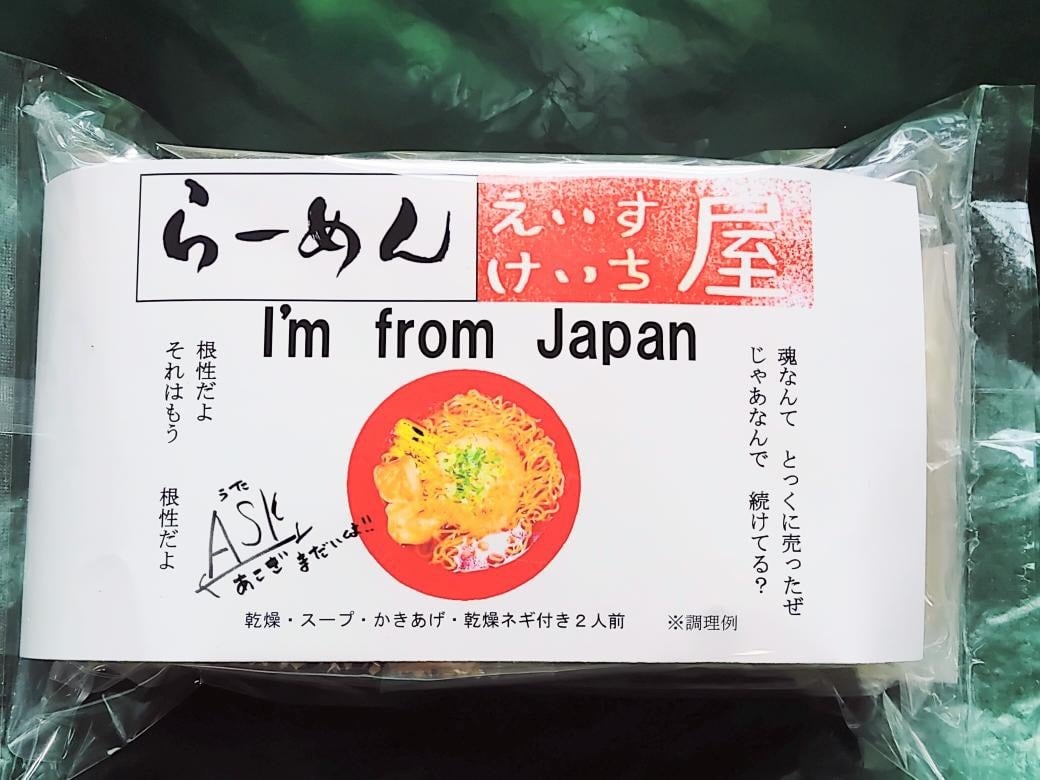 らーめん
えいす
けいち
屋
I'm from Japan
魂なんて とっくに売ったぜ
じゃあなんで 続けてる？
根性だよ
それはもう 根性だよ
うた
ASK
あこぎ まだいくよ!!
乾燥・スープ・かきあげ・乾燥ネギ付き２人前 ※調理例